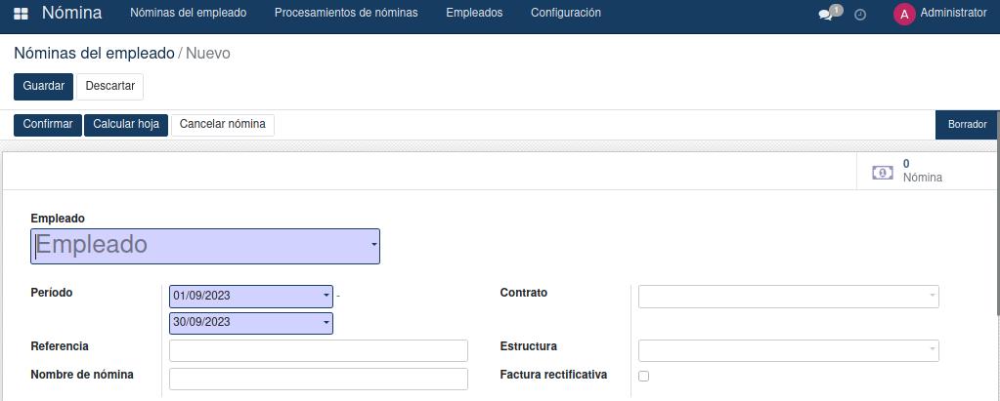 Nómina Nóminas del empleado Procesamientos de nóminas Empleados Configuración 1 A Administrator
Nóminas del empleado / Nuevo
Guardar Descartar
Confirmar Calcular hoja Cancelar nómina Borrador
0
Nómina
Empleado
Empleado
Período 01/09/2023 - Contrato
30/09/2023
Referencia Estructura
Nombre de nómina Factura rectificativa